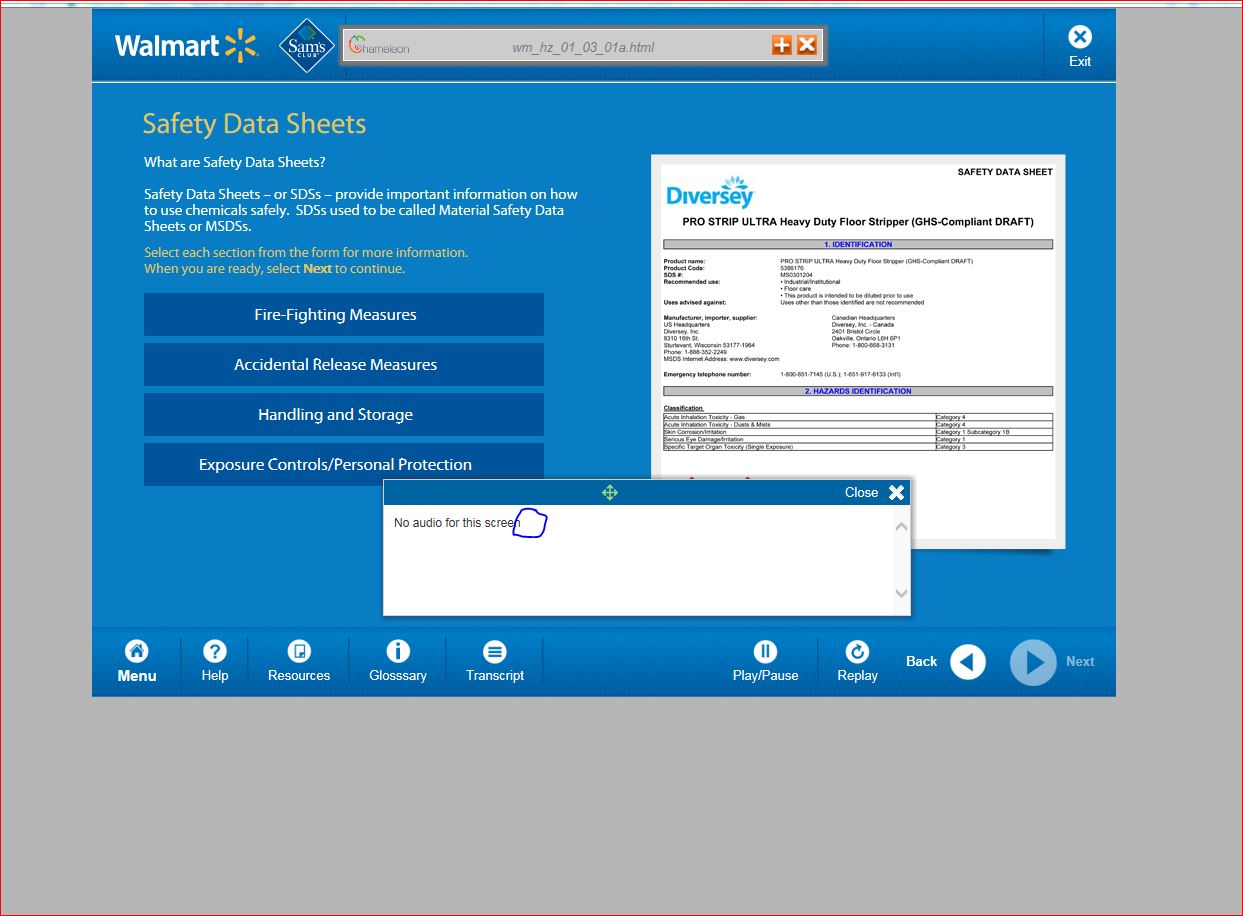 Walmart
Sam's
CLUB
Chameleon
wm_hz_01_03_01a.html
Exit
Safety Data Sheets
What are Safety Data Sheets?
Safety Data Sheets – or SDSs – provide important information on how
to use chemicals safely. SDSs used to be called Material Safety Data
Sheets or MSDSs.
Select each section from the form for more information.
When you are ready, select Next to continue.
Fire-Fighting Measures
Accidental Release Measures
Handling and Storage
Exposure Controls/Personal Protection
SAFETY DATA SHEET
Diversey
PRO STRIP ULTRA Heavy Duty Floor Stripper (GHS-Compliant DRAFT)
1. IDENTIFICATION
Product name: PRO STRIP ULTRA Heavy Duty Floor Stripper (GHS-Compliant DRAFT)
Product Code: 5386176
SDS #: MS0301204
Recommended use: • Industrial/Institutional
• Floor care
• This product is intended to be diluted prior to use
Uses advised against: Uses other than those identified are not recommended
Manufacturer, importer, supplier: Canadian Headquarters
US Headquarters Diversey, Inc. - Canada
Diversey, Inc. 2401 Bristol Circle
8310 16th St. Oakville, Ontario L6H 6P1
Sturtevant, Wisconsin 53177-1964 Phone: 1-800-668-3131
Phone: 1-888-352-2249
MSDS Internet Address: www.diversey.com
Emergency telephone number: 1-800-851-7145 (U.S.); 1-651-917-6133 (Int'l)
2. HAZARDS IDENTIFICATION
Classification
Acute Inhalation Toxicity - Gas Category 4
Acute Inhalation Toxicity - Dusts & Mists Category 4
Skin Corrosion/Irritation Category 1 Subcategory 1B
Serious Eye Damage/Irritation Category 1
Specific Target Organ Toxicity (Single Exposure) Category 3
Close
No audio for this screen
Menu
Help
Resources
Glosssary
Transcript
Play/Pause
Replay
Back
Next